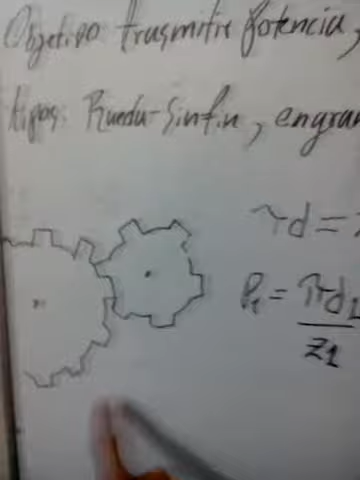 Objetivo trasmitir potencia,
tipos: Rueda-Sinfin, engran
πd =
P1 = πd1
z1